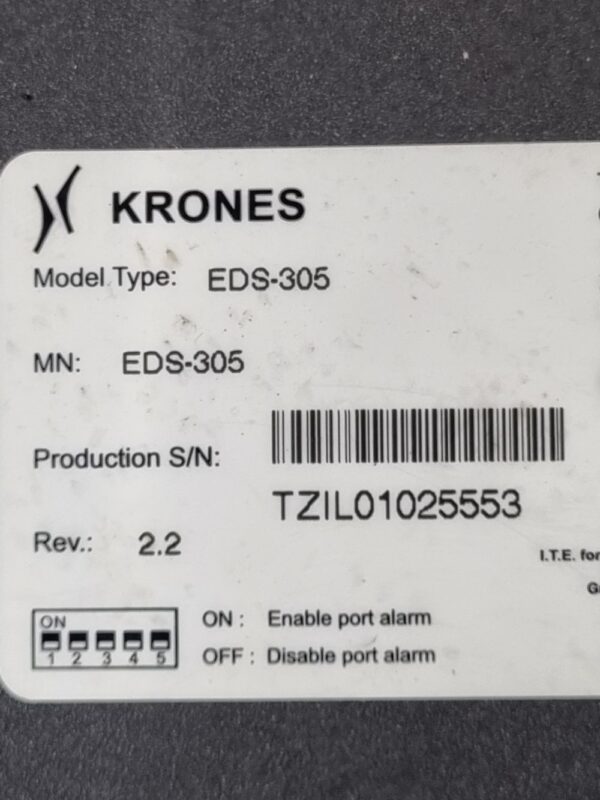 KRONES
Model Type: EDS-305
MN: EDS-305
Production S/N:
TZIL01025553
Rev.: 2.2
I.T.E. for
ON
1 2 3 4 5
ON : Enable port alarm
OFF : Disable port alarm